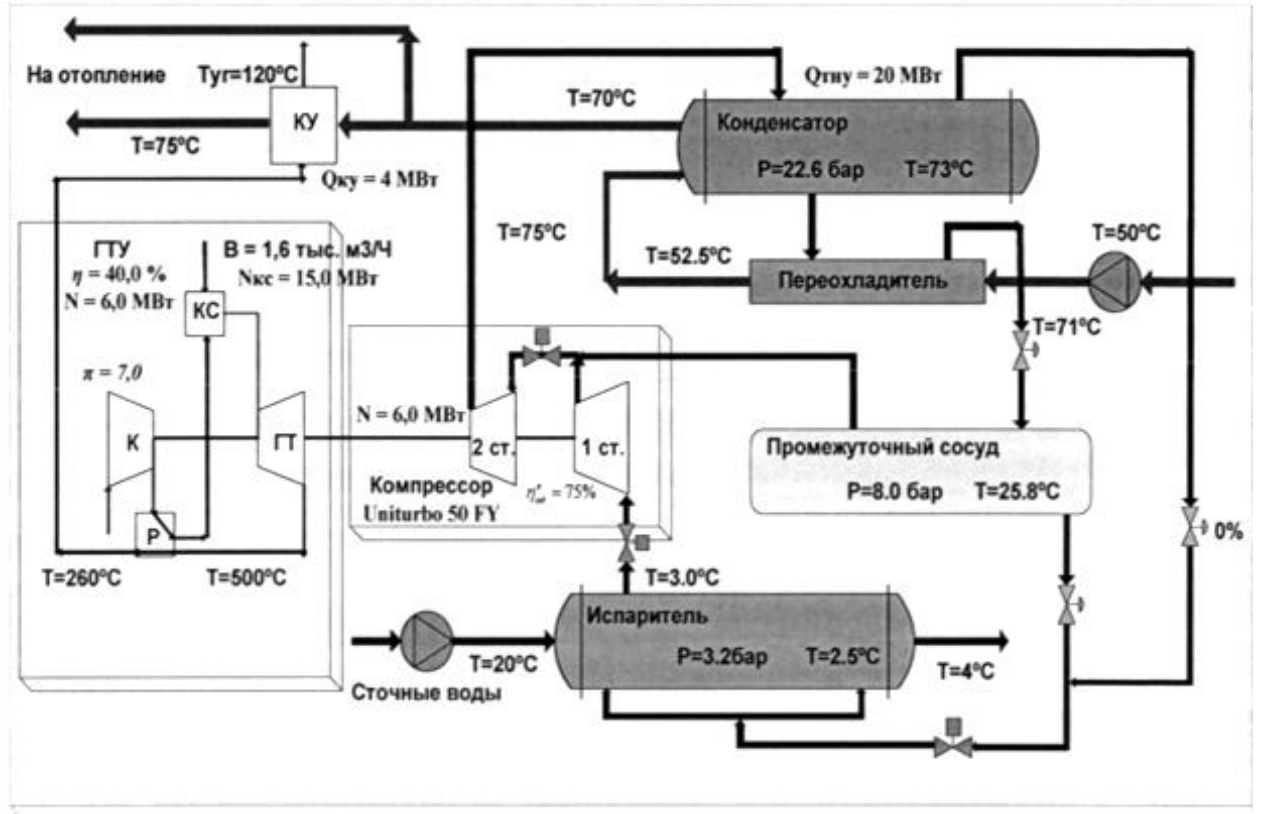 На отопление
Tуг=120°C
Qтну = 20 МВт
T=70°C
КУ
Конденсатор
T=75°C
P=22.6 бар
T=73°C
Qку = 4 МВт
ГТУ
η = 40,0 %
N = 6,0 МВт
В = 1,6 тыс. м3/Ч
Nкс = 15,0 МВт
T=75°C
T=52.5°C
T=50°C
Переохладитель
КС
T=71°C
π = 7,0
N = 6,0 МВт
К
ГТ
2 ст.
1 ст.
Промежуточный сосуд
P=8.0 бар
T=25.8°C
Компрессор
Uniturbo 50 FY
= 75%
Р
0%
T=260°C
T=500°C
T=3.0°C
Испаритель
P=3.2бар
T=2.5°C
T=20°C
T=4°C
Сточные воды